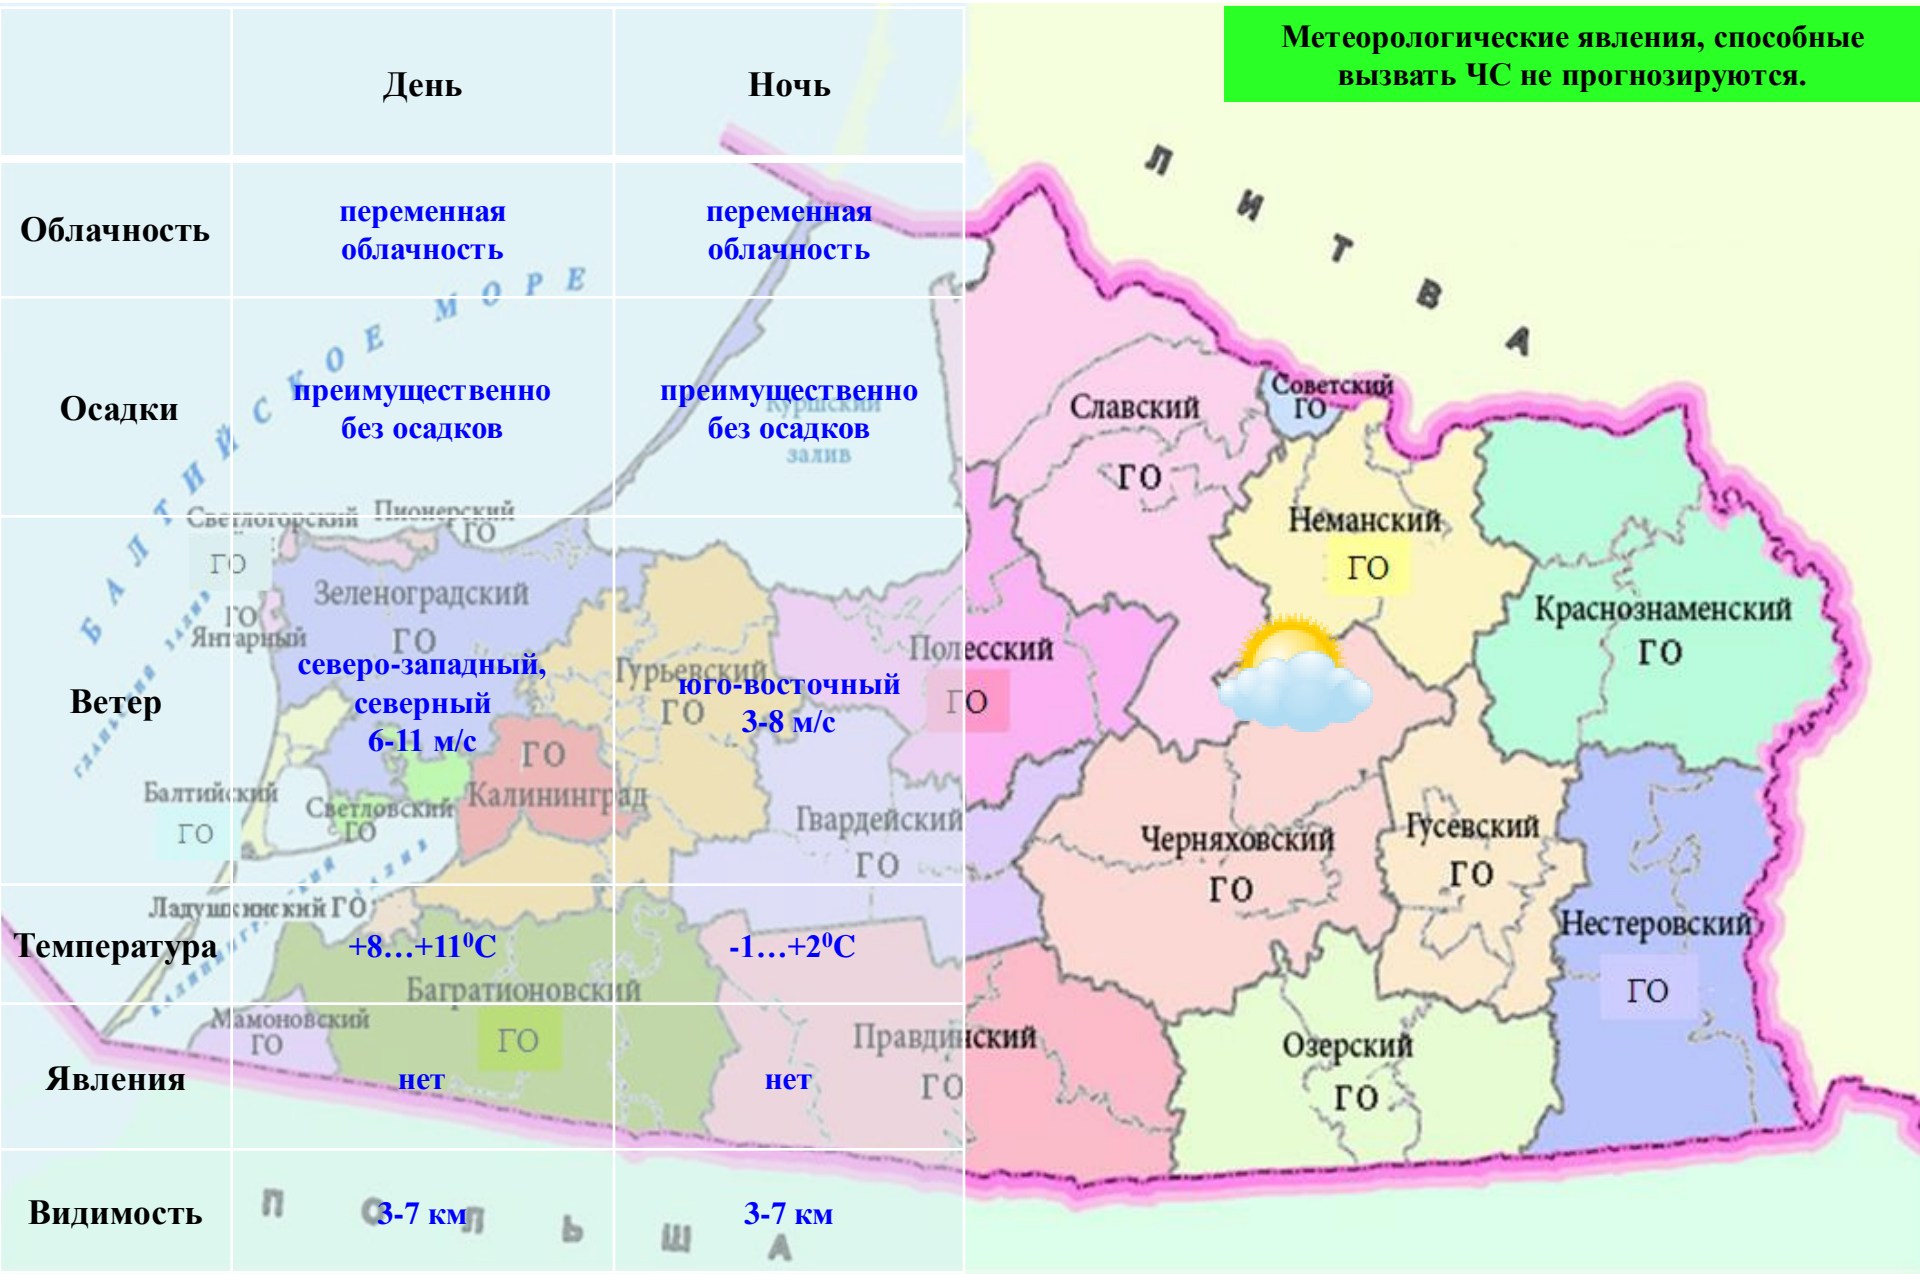 День
Ночь
Метеорологические явления, способные
вызвать ЧС не прогнозируются.
Облачность
переменная
облачность
переменная
облачность
Осадки
преимущественно
без осадков
преимущественно
без осадков
Ветер
северо-западный,
северный
6-11 м/с
юго-восточный
3-8 м/с
Температура
+8…+11⁰С
-1…+2⁰С
Явления
нет
нет
Видимость
3-7 км
3-7 км
БАЛТИЙСКОЕ МОРЕ
ЛИТВА
ПОЛЬША
Куршский
залив
Светлогорский
ГО
Пионерский
ГО
ГО
Янтарный
Зеленоградский
ГО
Гурьевский
ГО
ГО
Калининград
Балтийский
ГО
Светловский
ГО
Ладушкинский ГО
Мамоновский
ГО
Багратионовский
ГО
Полесский
ГО
Гвардейский
ГО
Правдинский
ГО
Славский
ГО
Советский
ГО
Неманский
ГО
Краснознаменский
ГО
Черняховский
ГО
Гусевский
ГО
Нестеровский
ГО
Озерский
ГО